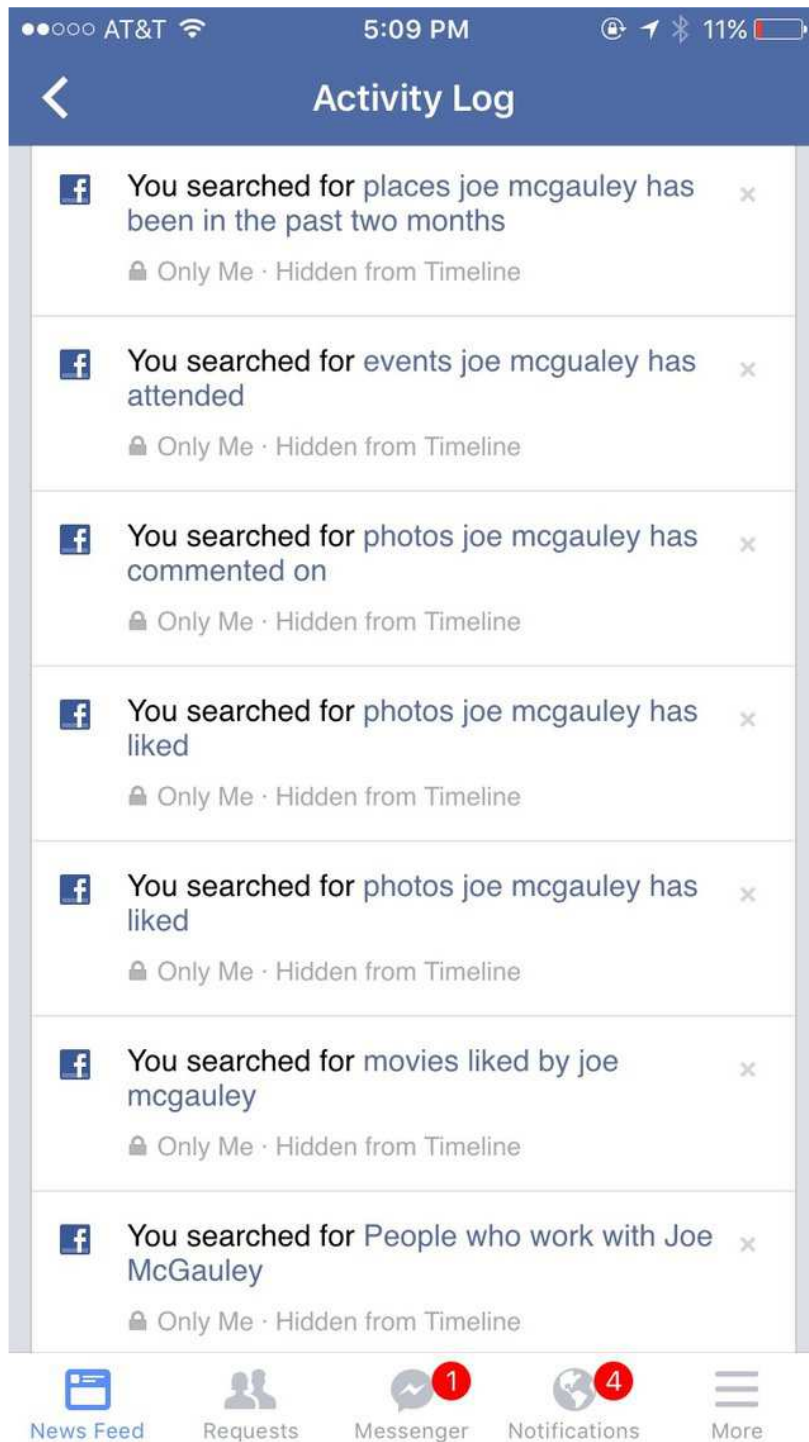 AT&T 5:09 PM 11%
Activity Log
You searched for places joe mcgauley has
been in the past two months
Only Me · Hidden from Timeline
You searched for events joe mcgualey has
attended
Only Me · Hidden from Timeline
You searched for photos joe mcgauley has
commented on
Only Me · Hidden from Timeline
You searched for photos joe mcgauley has
liked
Only Me · Hidden from Timeline
You searched for photos joe mcgauley has
liked
Only Me · Hidden from Timeline
You searched for movies liked by joe
mcgauley
Only Me · Hidden from Timeline
You searched for People who work with Joe
McGauley
Only Me · Hidden from Timeline
1 4
News Feed Requests Messenger Notifications More